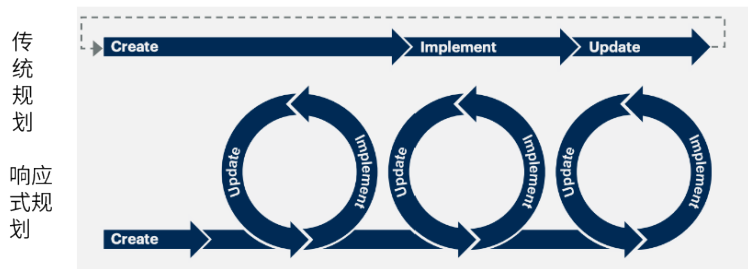 传
统
规
划
Create
Implement
Update
Update
Implement
Update
Implement
Update
Implement
响应
式规
划
Create